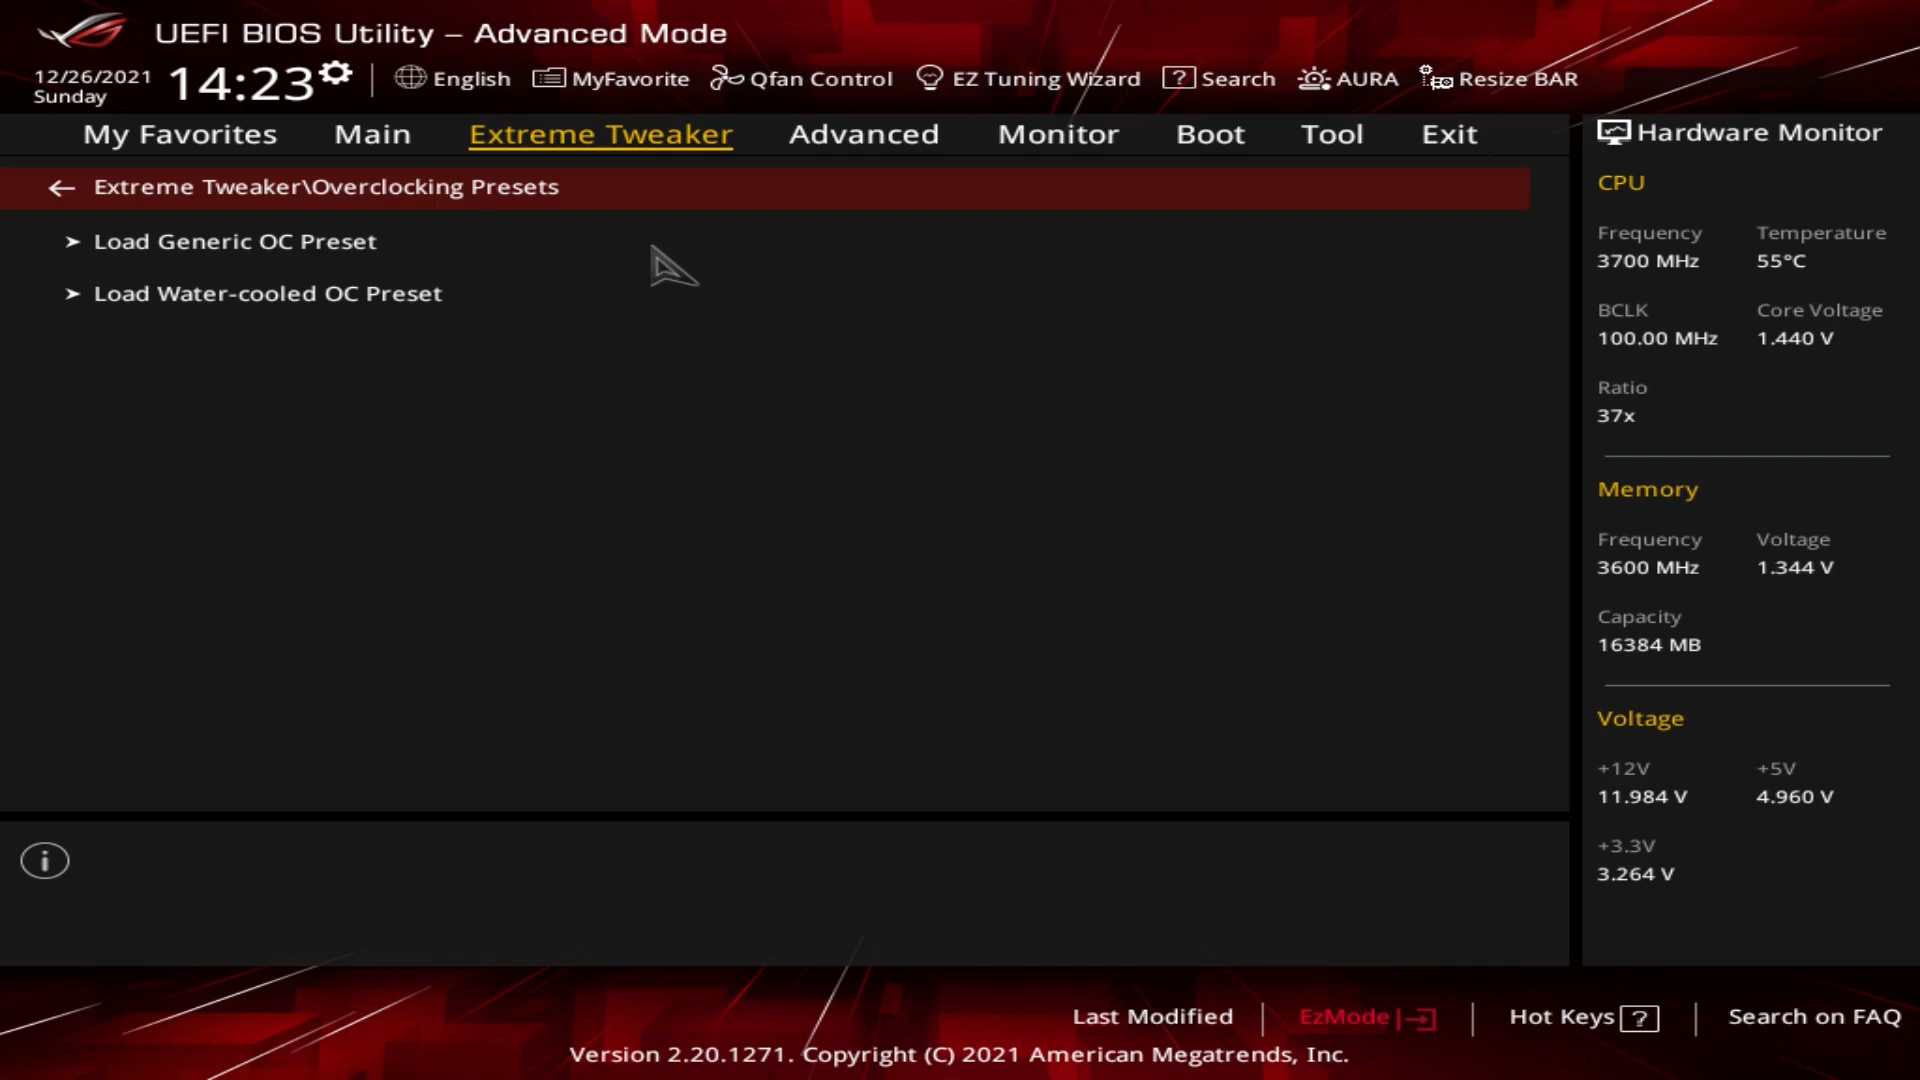 UEFI BIOS Utility – Advanced Mode
12/26/2021
Sunday
14:23
English
MyFavorite
Qfan Control
EZ Tuning Wizard
? Search
AURA
Resize BAR
My Favorites
Main
Extreme Tweaker
Advanced
Monitor
Boot
Tool
Exit
Extreme Tweaker\Overclocking Presets
Load Generic OC Preset
Load Water-cooled OC Preset
Hardware Monitor
CPU
Frequency Temperature
3700 MHz 55°C
BCLK Core Voltage
100.00 MHz 1.440 V
Ratio
37x
Memory
Frequency Voltage
3600 MHz 1.344 V
Capacity
16384 MB
Voltage
+12V +5V
11.984 V 4.960 V
+3.3V
3.264 V
i
Last Modified
EzMode
Hot Keys ?
Search on FAQ
Version 2.20.1271. Copyright (C) 2021 American Megatrends, Inc.